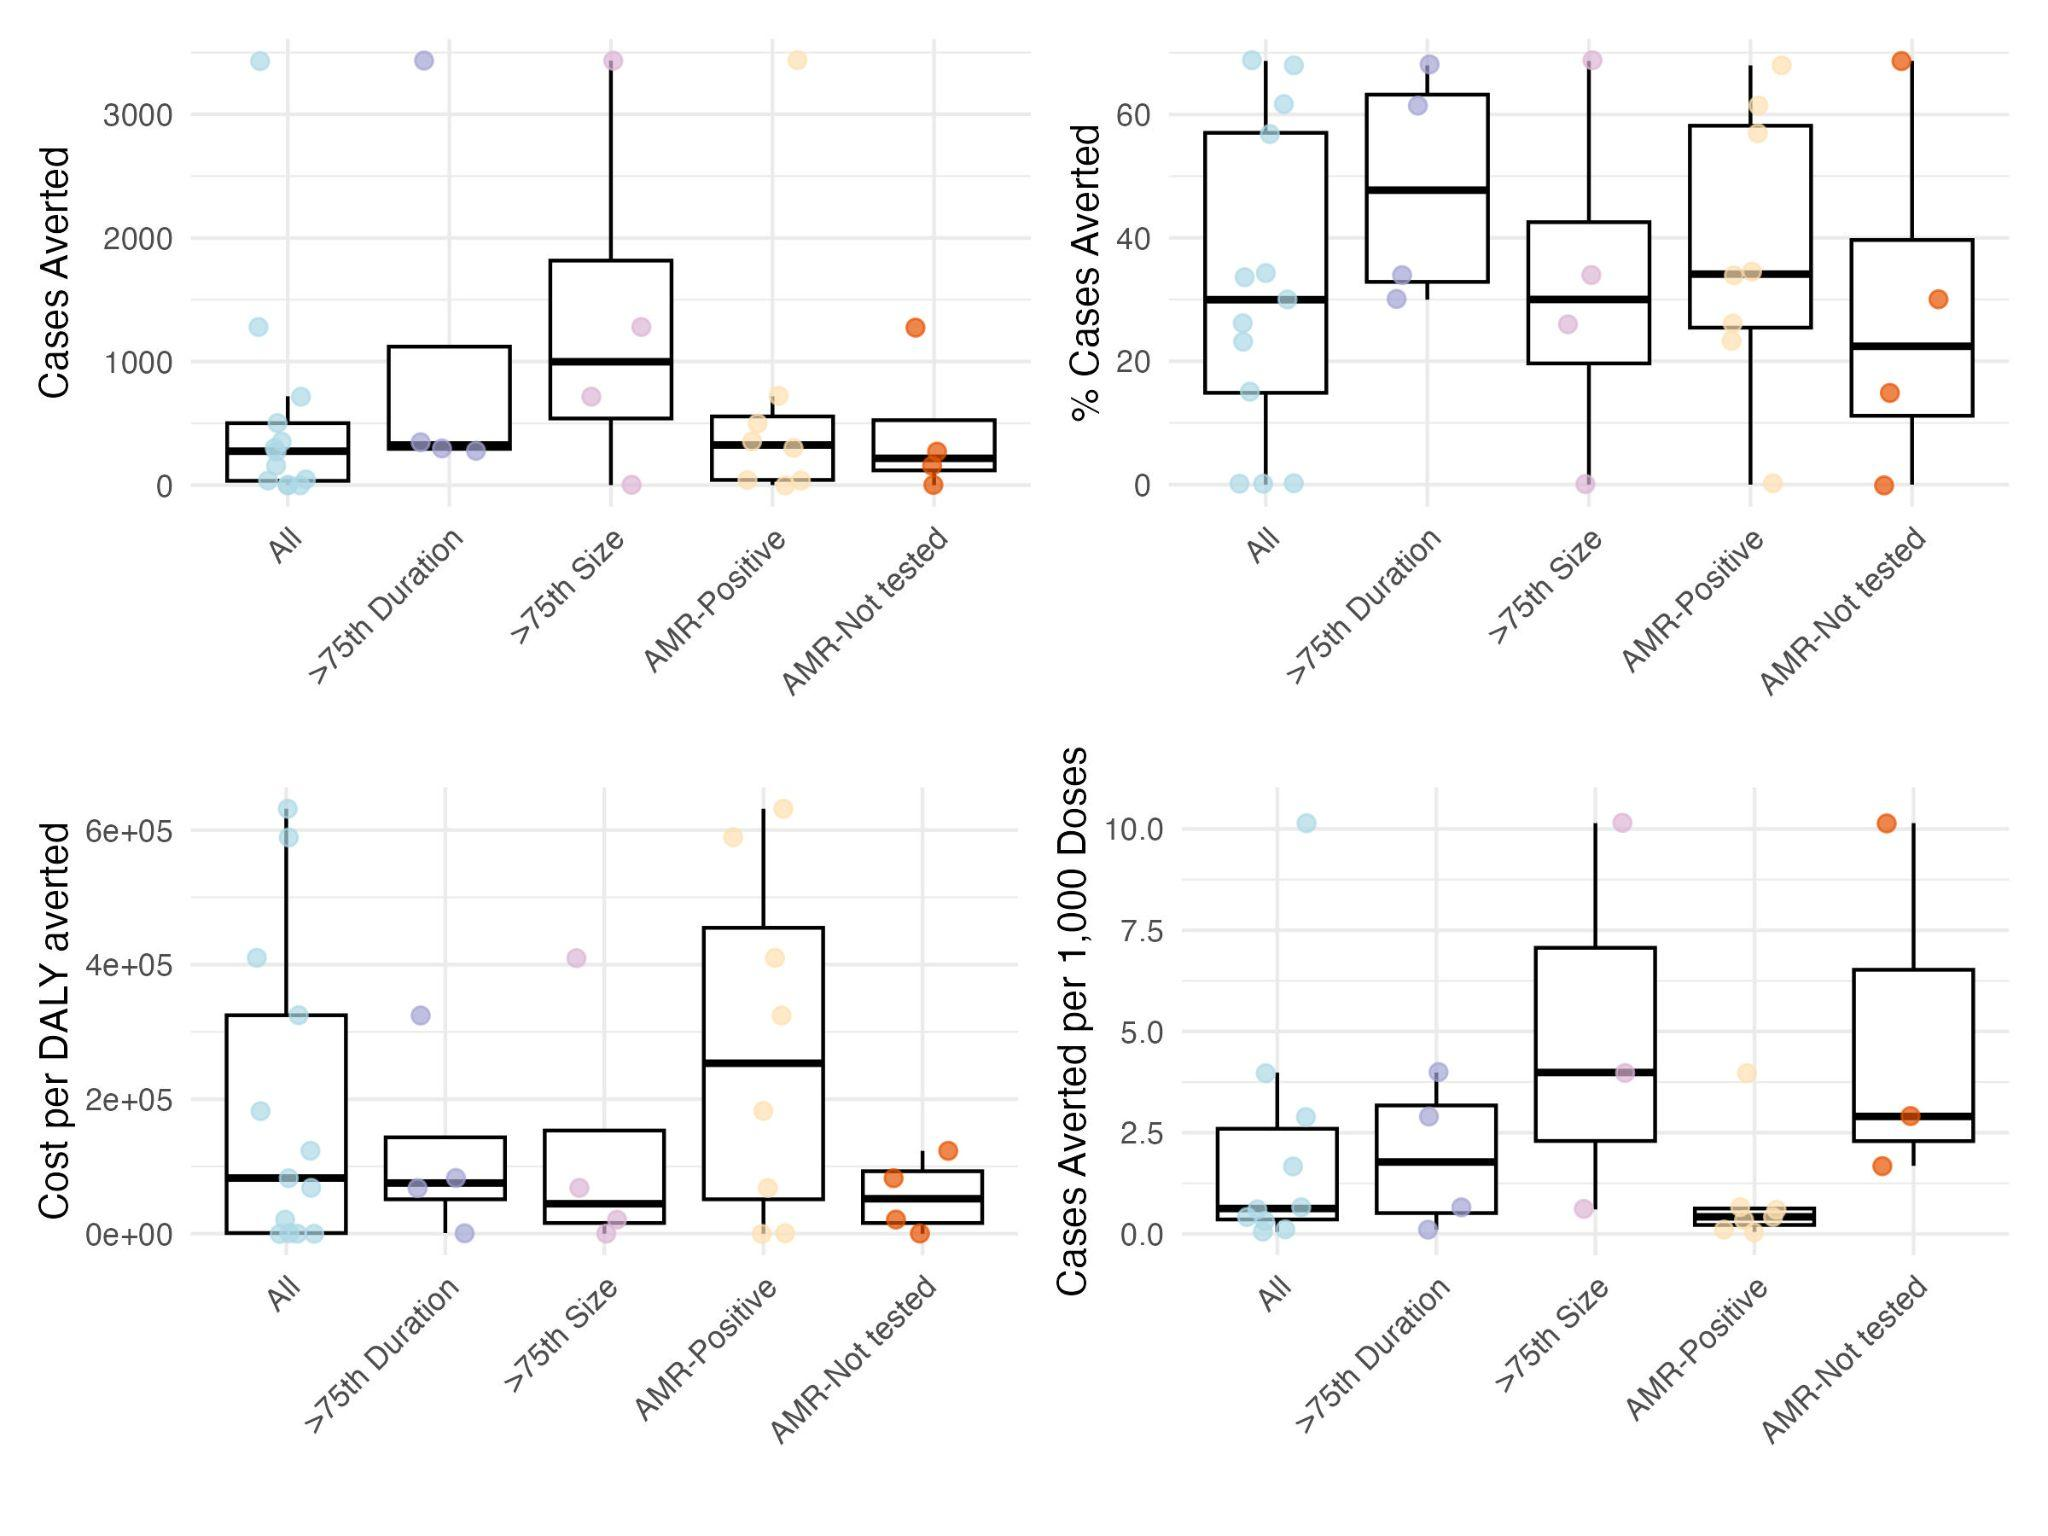 Cases Averted
3000
2000
1000
0
All
>75th Duration
>75th Size
AMR-Positive
AMR-Not tested
% Cases Averted
60
40
20
0
All
>75th Duration
>75th Size
AMR-Positive
AMR-Not tested
Cost per DALY averted
6e+05
4e+05
2e+05
0e+00
All
>75th Duration
>75th Size
AMR-Positive
AMR-Not tested
Cases Averted per 1,000 Doses
10.0
7.5
5.0
2.5
0.0
All
>75th Duration
>75th Size
AMR-Positive
AMR-Not tested